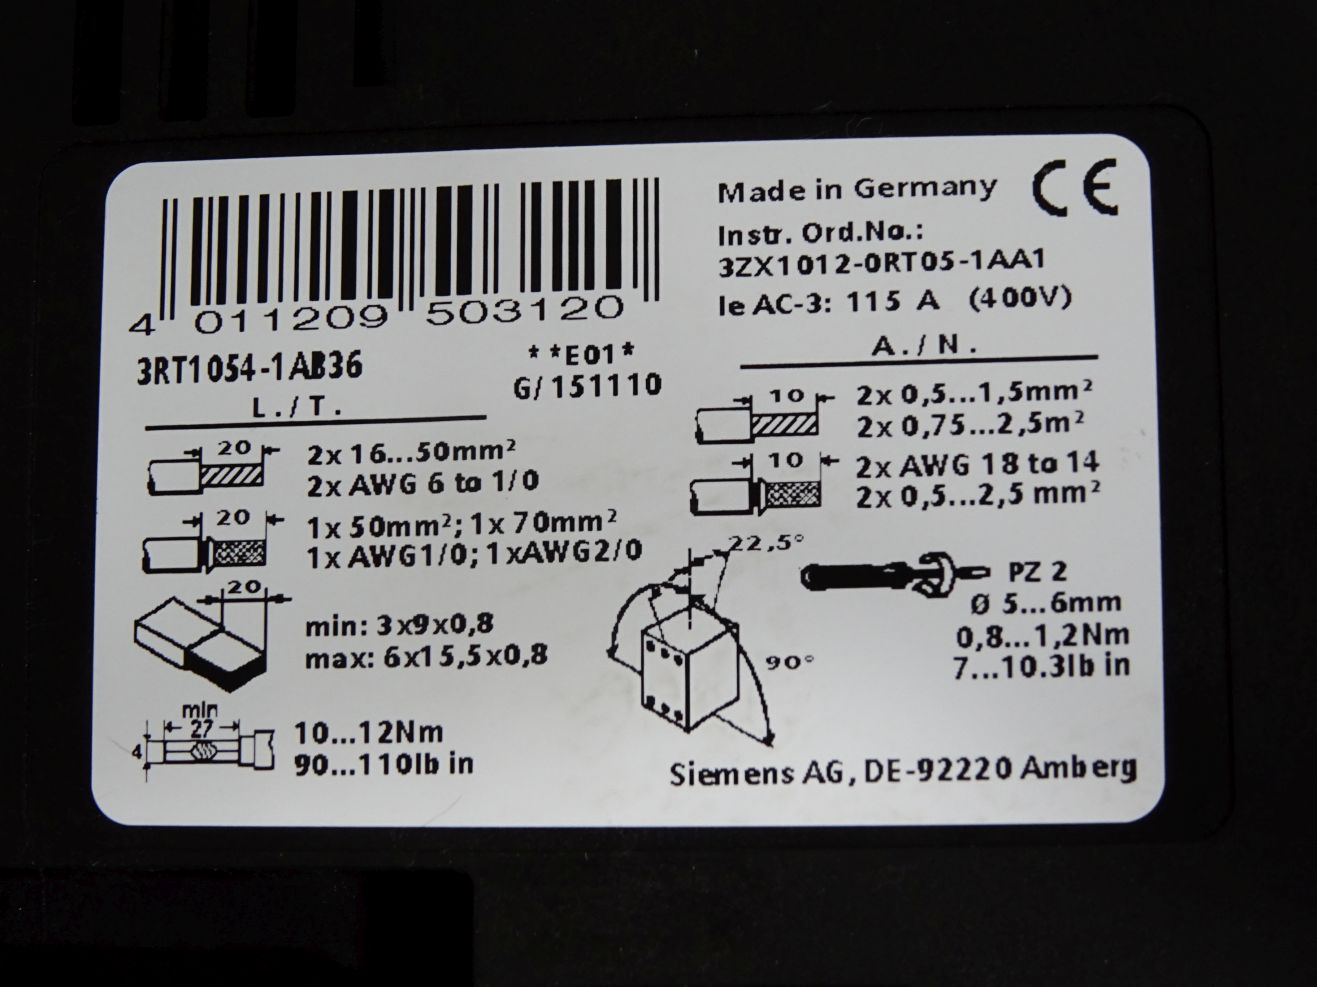 4 011209 503120
3RT1054-1AB36
**E01*
G/151110
L./T.
20
2x 16...50mm²
2x AWG 6 to 1/0
20
1x 50mm²; 1x 70mm²
1x AWG1/0; 1xAWG2/0
20
min: 3x9x0,8
max: 6x15,5x0,8
min
27
4
10...12Nm
90...110lb in
Made in Germany
CE
Instr. Ord.No.:
3ZX1012-0RT05-1AA1
Ie AC-3: 115 A (400V)
A./N.
10
2x 0,5...1,5mm²
2x 0,75...2,5m²
10
2x AWG 18 to 14
2x 0,5...2,5 mm²
22,5°
90°
PZ 2
Ø 5...6mm
0,8...1,2Nm
7...10.3lb in
Siemens AG, DE-92220 Amberg